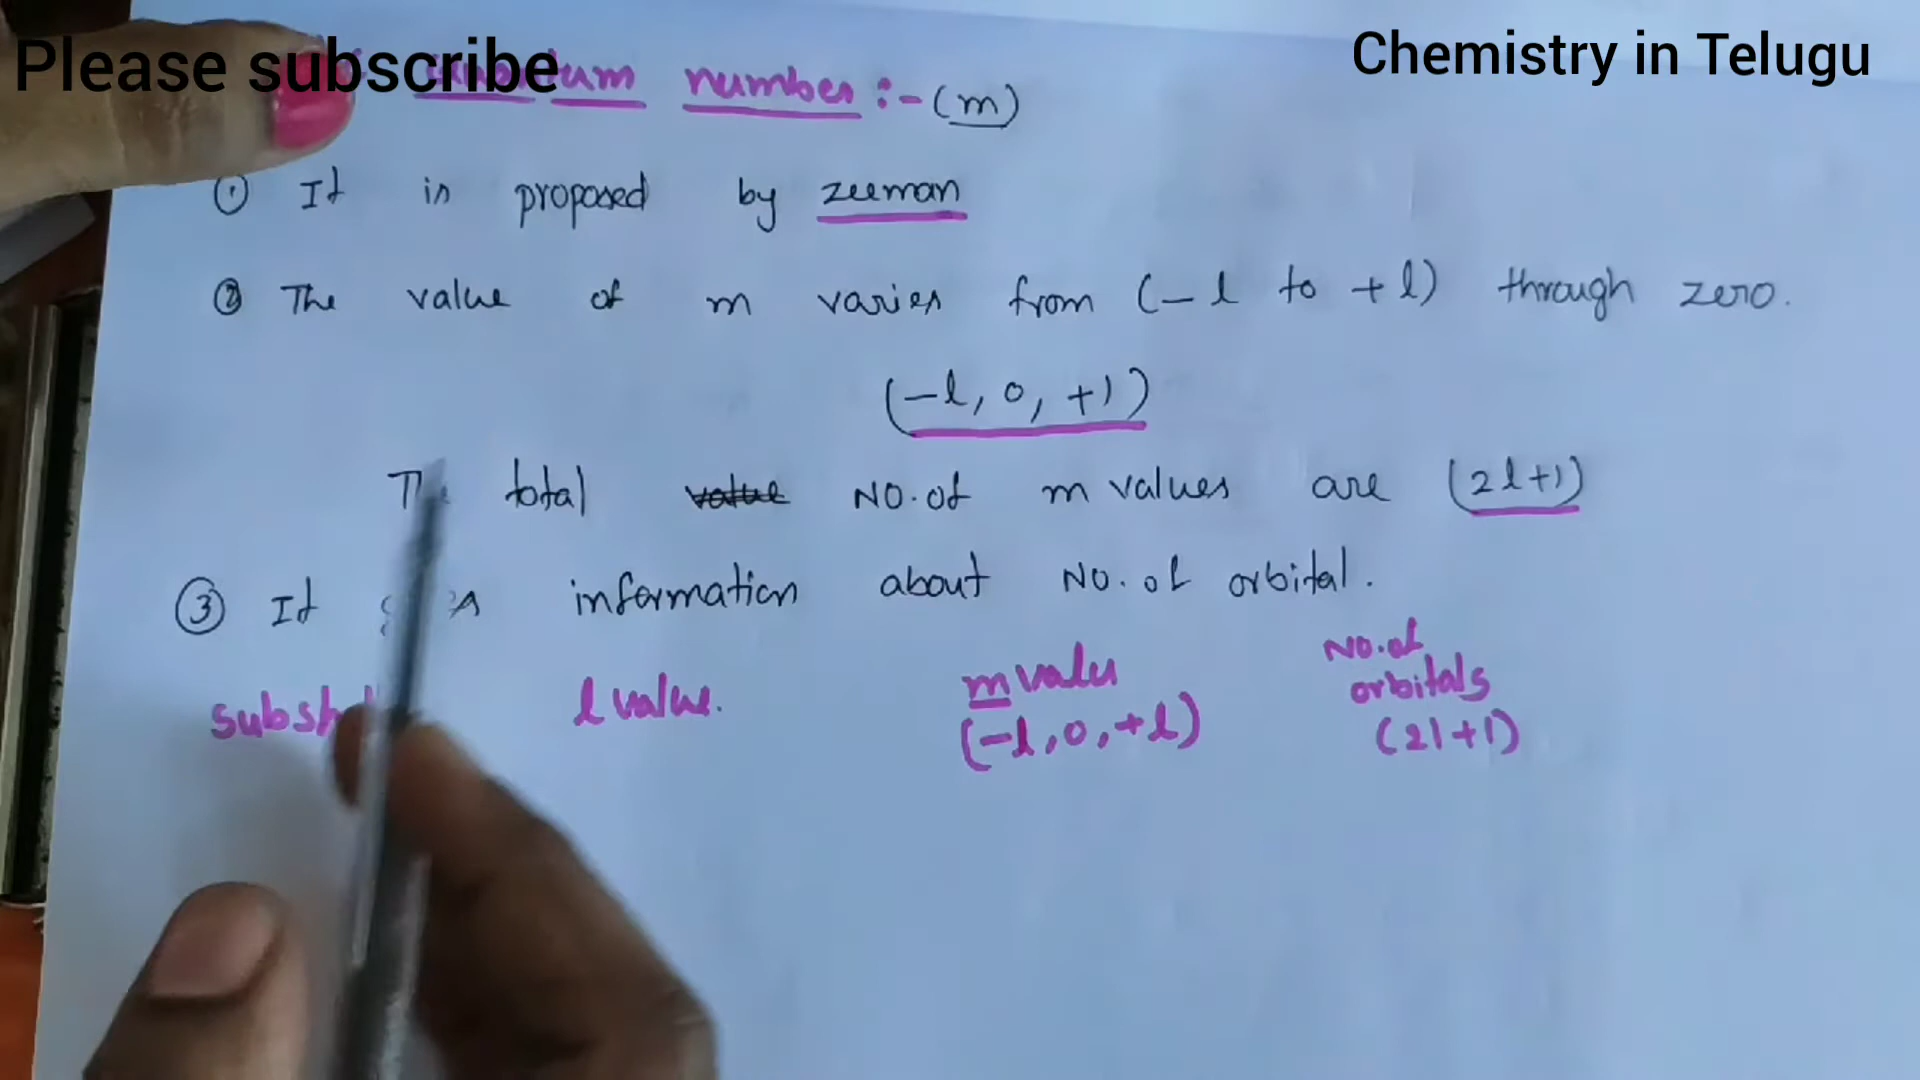 Please subscribe
Chemistry in Telugu
number :- (m)
① It is proposed by zeeman
② The value of m varies from (-l to +l) through zero.
(-l, 0, +1)
The total value No. of m values are (2l+1)
③ It information about No. of orbital.
l value.
m valu
(-l, 0, +l)
No. of
orbitals
(2l+1)